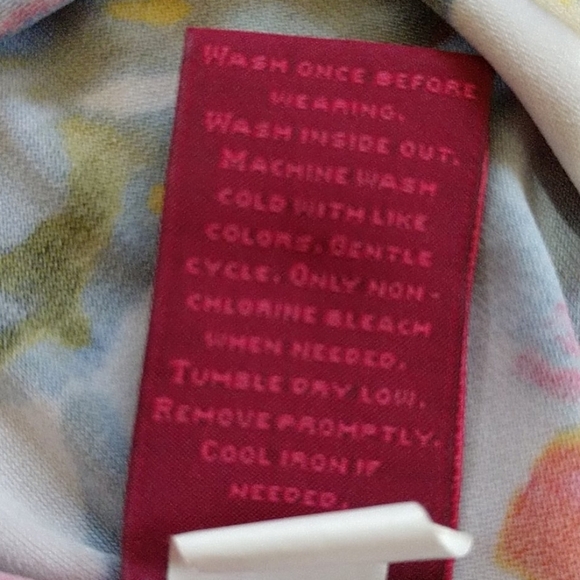 WASH ONCE BEFORE
WEARING.
WASH INSIDE OUT.
MACHINE WASH
COLD WITH LIKE
COLORS. GENTLE
CYCLE. ONLY NON-
CHLORINE BLEACH
WHEN NEEDED.
TUMBLE DRY LOW.
REMOVE PROMPTLY.
COOL IRON IF
NEEDED.